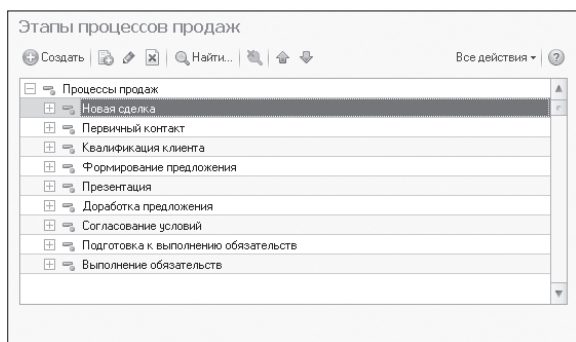 Этапы процессов продаж
Создать Найти... Все действия ?
Процессы продаж
Новая сделка
Первичный контакт
Квалификация клиента
Формирование предложения
Презентация
Доработка предложения
Согласование условий
Подготовка к выполнению обязательств
Выполнение обязательств